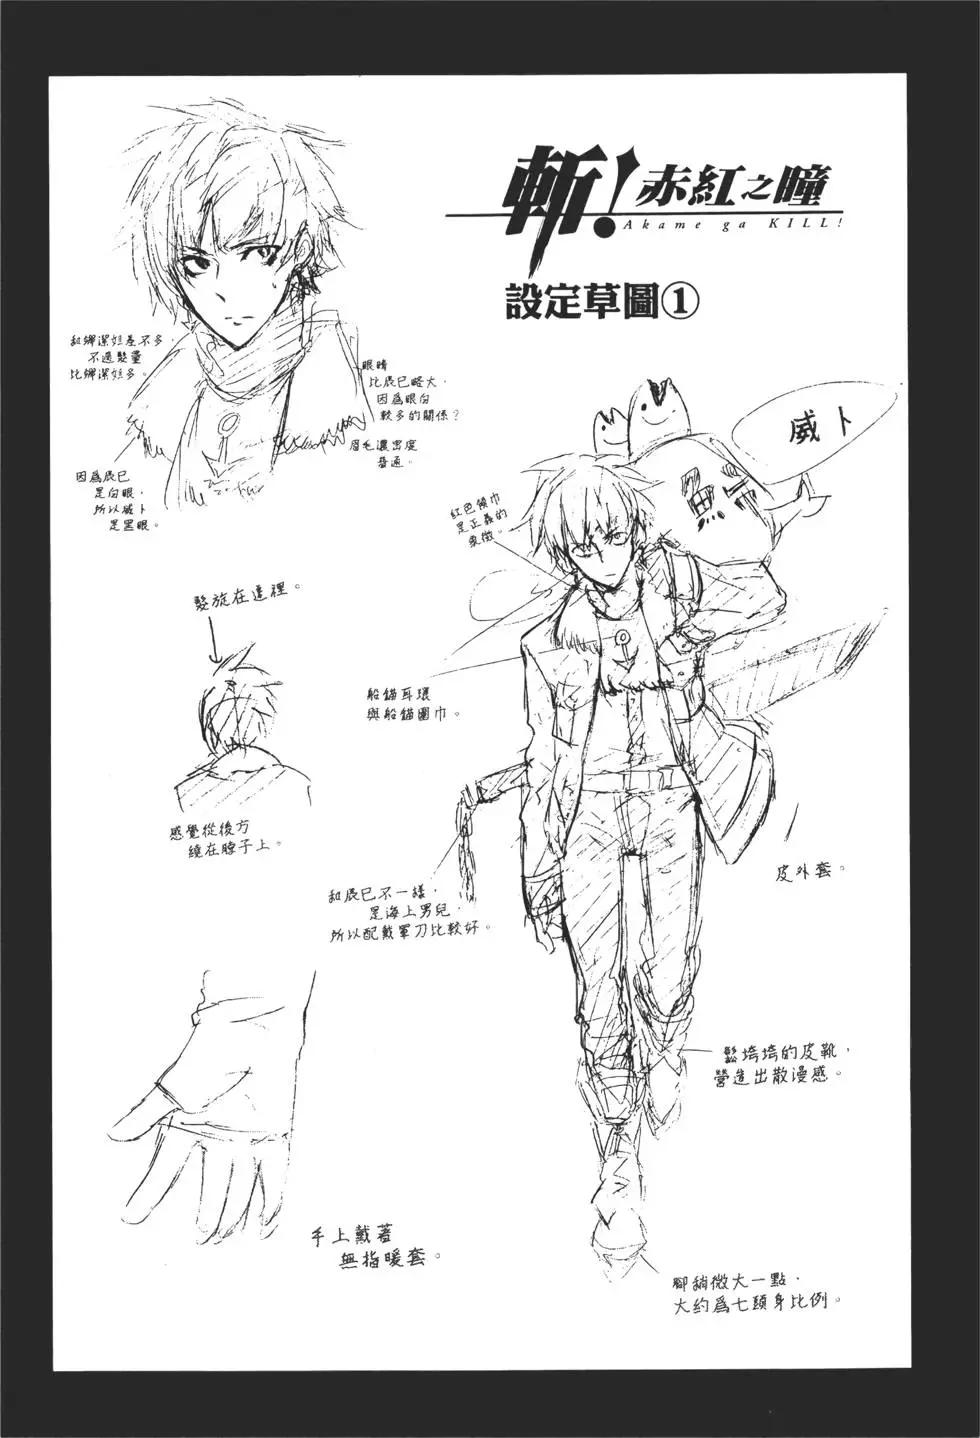 斬!赤紅之瞳
Akame ga KILL!
設定草圖①
和娜潔妲差不多，
不過髮量
比娜潔妲多。
眼睛
比辰巳略大，
因為眼白
較多的關係？
眉毛濃密度
普通。
因為辰巳
是白眼，
所以威卜
是黑眼。
威卜
魚干
紅色領巾
是正義的
象徵。
髮旋在這裡。
船錨耳環
與船錨圍巾。
感覺從後方
繞在脖子上。
皮外套。
和辰巳不一樣，
是海上男兒，
所以配戴軍刀比較好。
鬆垮垮的皮靴，
營造出散漫感。
手上戴著
無指暖套。
腳稍微大一點，
大約為七頭身比例。